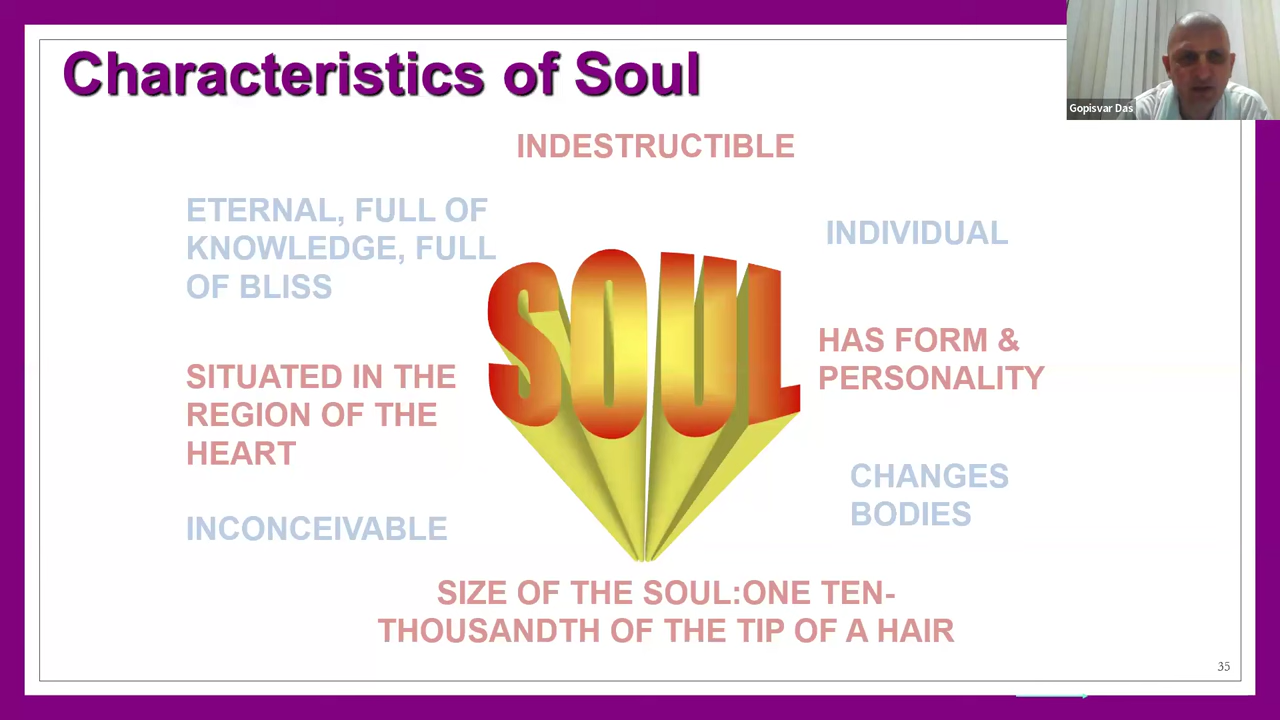 Characteristics of Soul
Gopisvar Das
INDESTRUCTIBLE
ETERNAL, FULL OF
KNOWLEDGE, FULL
OF BLISS
INDIVIDUAL
SOUL
HAS FORM &
PERSONALITY
SITUATED IN THE
REGION OF THE
HEART
CHANGES
BODIES
INCONCEIVABLE
SIZE OF THE SOUL:ONE TEN-
THOUSANDTH OF THE TIP OF A HAIR
35